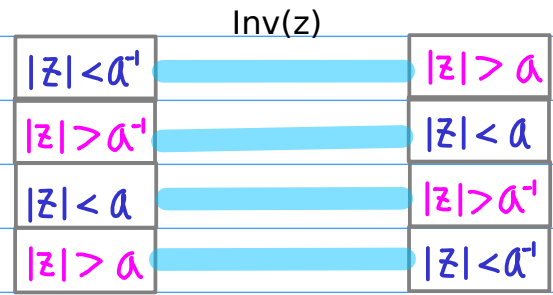 Inv(z)
|z| < a⁻¹ |z| > a
|z| > a⁻¹ |z| < a
|z| < a |z| > a⁻¹
|z| > a |z| < a⁻¹